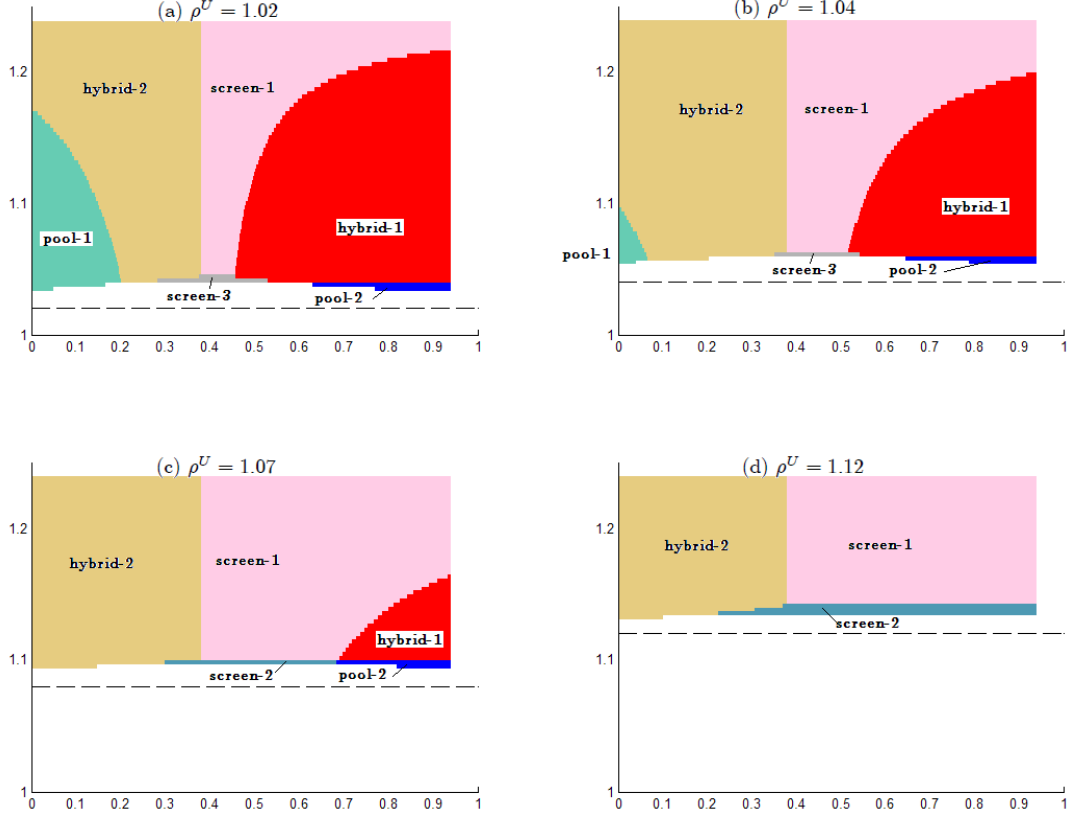 (a) ρ^U = 1.02
(b) ρ^U = 1.04
1.2
hybrid-2
screen-1
1.1
pool-1
hybrid-1
screen-3
pool-2
1
0 0.1 0.2 0.3 0.4 0.5 0.6 0.7 0.8 0.9 1
1.2
hybrid-2
screen-1
1.1
hybrid-1
pool-1
screen-3
pool-2
1
0 0.1 0.2 0.3 0.4 0.5 0.6 0.7 0.8 0.9 1
(c) ρ^U = 1.07
(d) ρ^U = 1.12
1.2
hybrid-2
screen-1
1.1
hybrid-1
screen-2
pool-2
1
0 0.1 0.2 0.3 0.4 0.5 0.6 0.7 0.8 0.9 1
1.2
hybrid-2
screen-1
screen-2
1.1
1
0 0.1 0.2 0.3 0.4 0.5 0.6 0.7 0.8 0.9 1